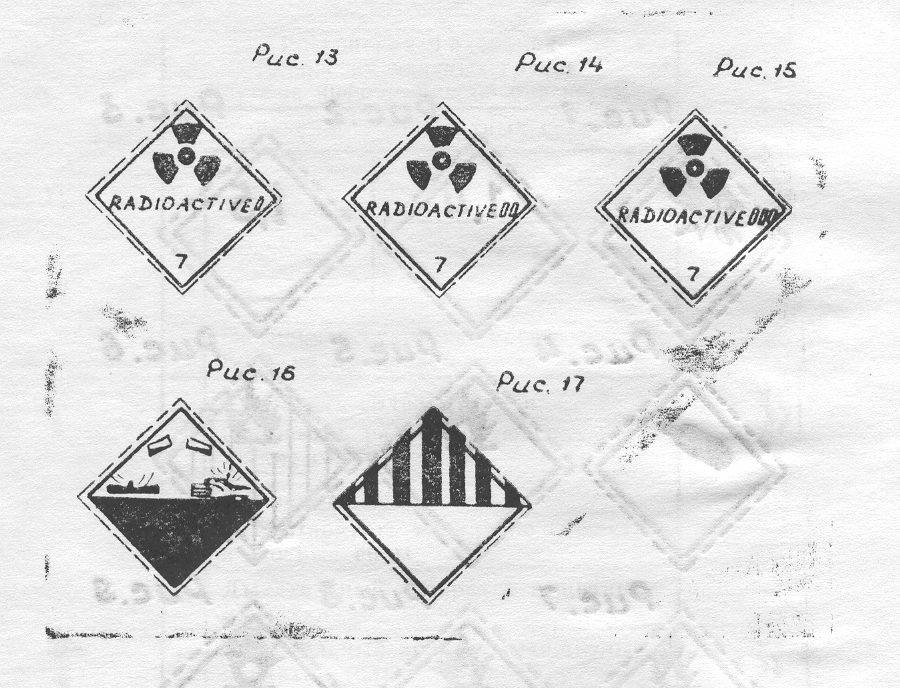 Рис. 13
Рис. 14
Рис. 15
RADIOACTIVE I
7
RADIOACTIVE II
7
RADIOACTIVE III
7
Рис. 16
Рис. 17